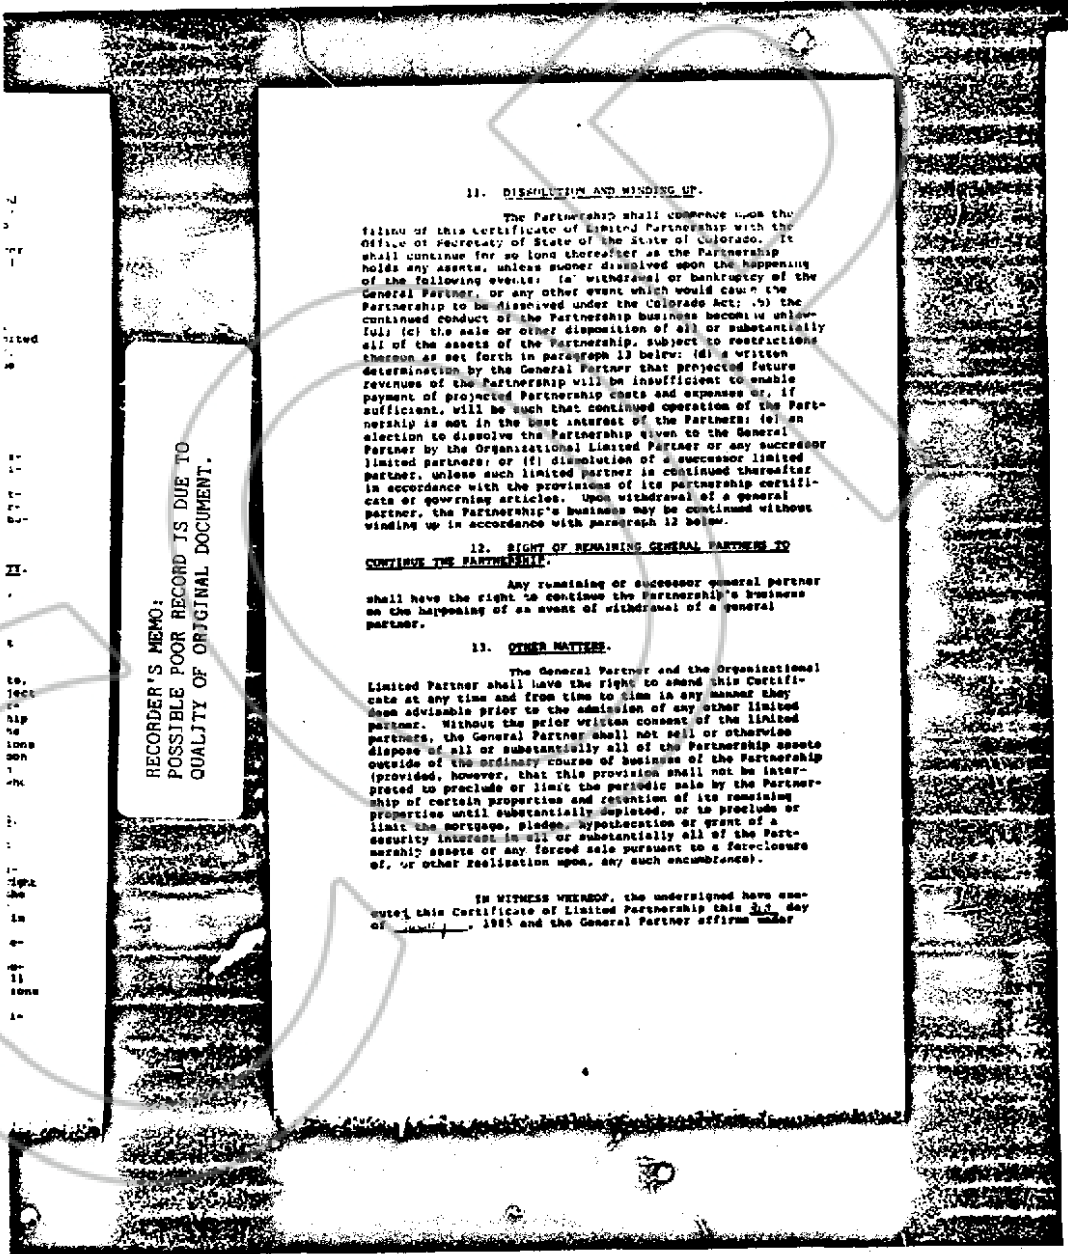 11. DISSOLUTION AND WINDING UP.
The Partnership shall commence upon the
filing of this Certificate of Limited Partnership with the
Office of Secretary of State of the State of Colorado. It
shall continue for so long thereafter as the Partnership
holds any assets, unless sooner dissolved upon the happening
of the following events: (a) withdrawal or bankruptcy of the
General Partner, or any other event which would cause the
Partnership to be dissolved under the Colorado Act; (b) the
continued conduct of the Partnership business becoming unlaw-
ful; (c) the sale or other disposition of all or substantially
all of the assets of the Partnership, subject to restrictions
thereon as set forth in paragraph 13 below; (d) a written
determination by the General Partner that projected future
revenues of the Partnership will be insufficient to enable
payment of projected Partnership costs and expenses or, if
sufficient, will be such that continued operation of the Part-
nership is not in the best interest of the Partners; (e) an
election to dissolve the Partnership given to the General
Partner by the Organizational Limited Partner or any successor
limited partners; or (f) dissolution of a successor limited
partner, unless such limited partner is continued thereafter
in accordance with the provisions of its partnership certifi-
cate or governing articles. Upon withdrawal of a general
partner, the Partnership's business may be continued without
winding up in accordance with paragraph 12 below.
12. RIGHT OF REMAINING GENERAL PARTNERS TO
CONTINUE THE PARTNERSHIP.
Any remaining or successor general partner
shall have the right to continue the Partnership's business
on the happening of an event of withdrawal of a general
partner.
13. OTHER MATTERS.
The General Partner and the Organizational
Limited Partner shall have the right to amend this Certifi-
cate at any time and from time to time in any manner they
deem advisable prior to the admission of any other limited
partner. Without the prior written consent of the limited
partners, the General Partner shall not sell or otherwise
dispose of all or substantially all of the Partnership assets
outside of the ordinary course of business of the Partnership
(provided, however, that this provision shall not be inter-
preted to preclude or limit the periodic sale by the Partner-
ship of certain properties and retention of its remaining
properties until substantially depleted, or to preclude or
limit the mortgage, pledge, hypothecation or grant of a
security interest in all or substantially all of the Part-
nership assets or any forced sale pursuant to a foreclosure
of, or other realization upon, any such encumbrance).
IN WITNESS WHEREOF, the undersigned have exe-
cuted this Certificate of Limited Partnership this day
of , 1985 and the General Partner affirms under
4
RECORDER'S MEMO:
POSSIBLE POOR RECORD IS DUE TO
QUALITY OF ORIGINAL DOCUMENT.